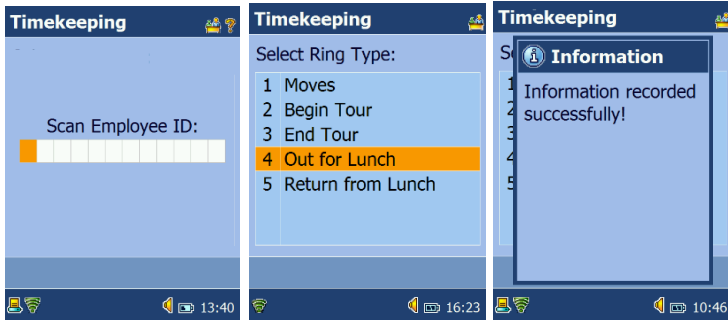 Timekeeping
Scan Employee ID:
13:40
Timekeeping
Select Ring Type:
1 Moves
2 Begin Tour
3 End Tour
4 Out for Lunch
5 Return from Lunch
16:23
Timekeeping
Information
Information recorded
successfully!
10:46